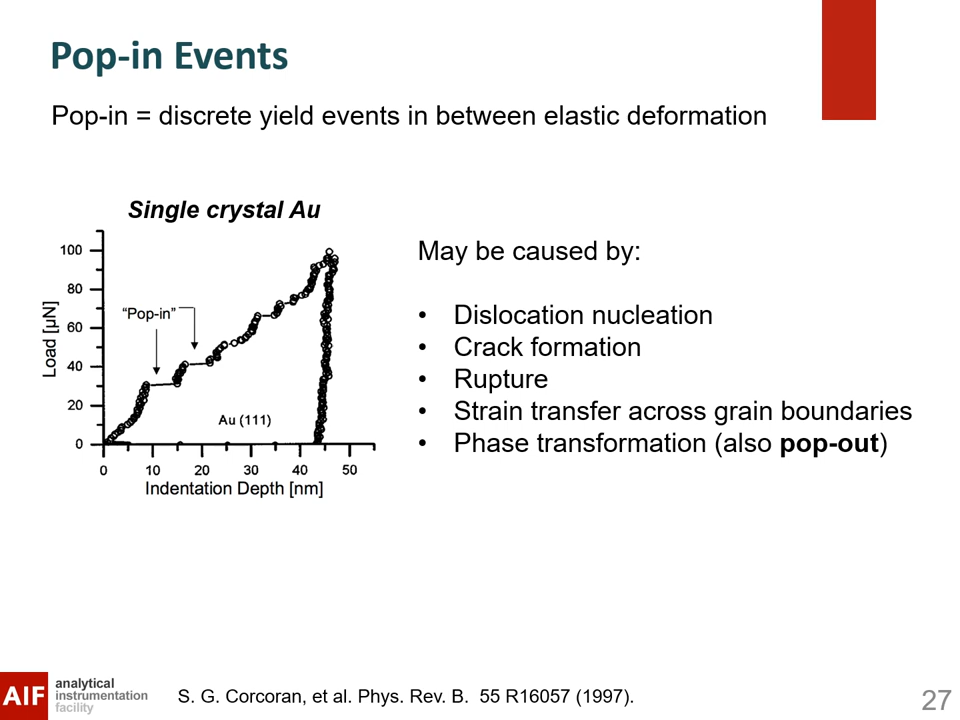 Pop-in Events
Pop-in = discrete yield events in between elastic deformation
Single crystal Au
100
80
60
40
20
0
Load [µN]
“Pop-in”
Au (111)
0 10 20 30 40 50
Indentation Depth [nm]
May be caused by:
• Dislocation nucleation
• Crack formation
• Rupture
• Strain transfer across grain boundaries
• Phase transformation (also pop-out)
AIF
analytical
instrumentation
facility
S. G. Corcoran, et al. Phys. Rev. B. 55 R16057 (1997).
27